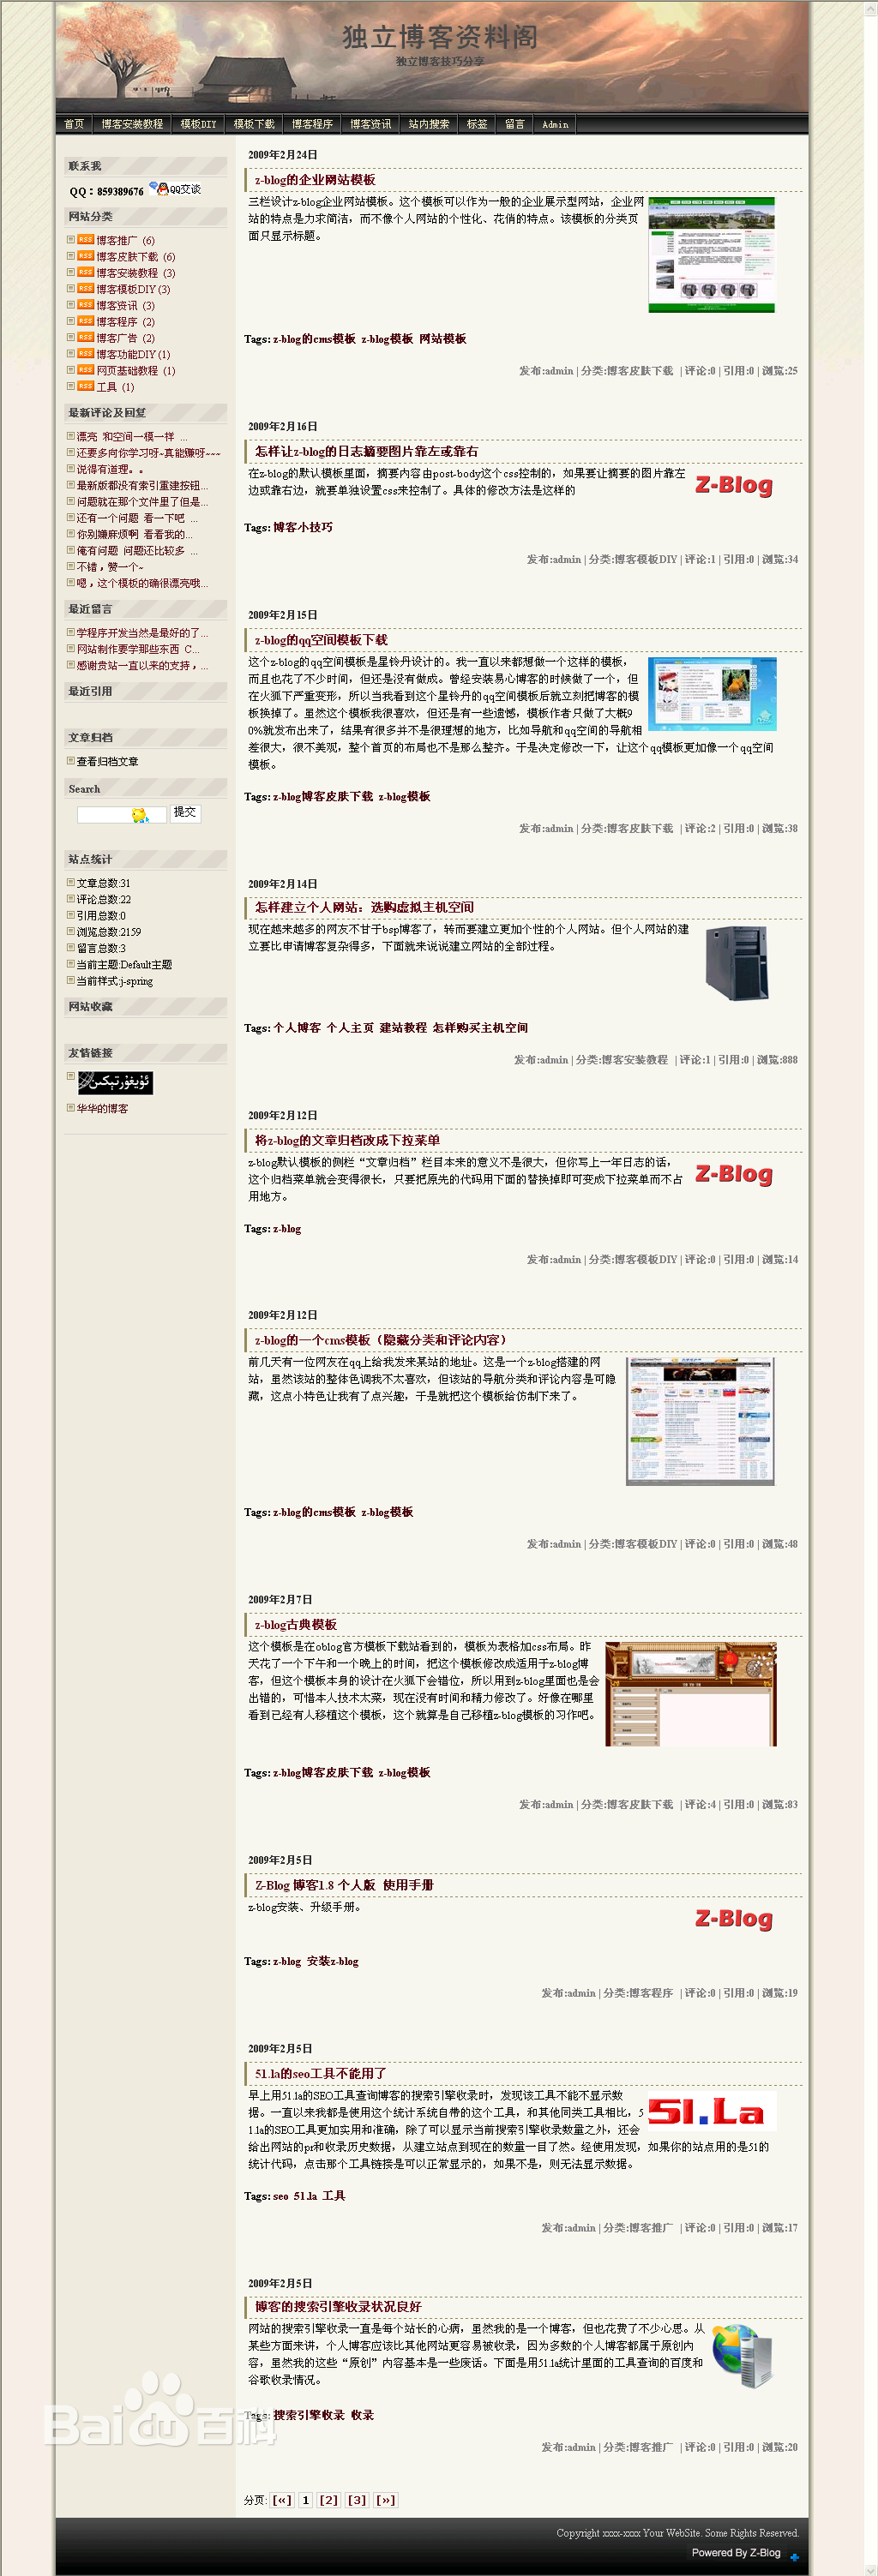 独立博客资料阁
独立博客技巧分享
首页 博客安装教程 模板DIY 模板下载 博客程序 博客资讯 站内搜索 标签 留言 Admin
联系我
QQ：859389676 QQ交谈
网站分类
RSS 博客推广 (6)
RSS 博客皮肤下载 (6)
RSS 博客安装教程 (3)
RSS 博客模板DIY (3)
RSS 博客资讯 (3)
RSS 博客程序 (2)
RSS 博客广告 (2)
RSS 博客功能DIY (1)
RSS 网页基础教程 (1)
RSS 工具 (1)
最新评论及回复
漂亮 和空间一模一样 ...
还要多向你学习呀~真能赚呀~~~
说得有道理。。
最新版都没有索引重建按钮...
问题就在那个文件里了但是...
还有一个问题 看一下吧 ...
你别嫌麻烦啊 看看我的...
俺有问题 问题还比较多 ...
不错，赞一个~
嗯，这个模板的确很漂亮哦...
最近留言
学程序开发当然是最好的了...
网站制作要学那些东西 C...
感谢贵站一直以来的支持，...
最近引用
文章归档
查看归档文章
Search
提交
站点统计
文章总数:31
评论总数:22
引用总数:0
浏览总数:2159
留言总数:3
当前主题:Default主题
当前样式:j-spring
网站收藏
友情链接
ئۇيغۇرتېكىن
华华的博客
2009年2月24日
z-blog的企业网站模板
三栏设计z-blog企业网站模板。这个模板可以作为一般的企业展示型网站，企业网
站的特点是力求简洁，而不像个人网站的个性化、花俏的特点。该模板的分类页
面只显示标题。
Tags: z-blog的cms模板 z-blog模板 网站模板
发布:admin | 分类:博客皮肤下载 | 评论:0 | 引用:0 | 浏览:25
2009年2月16日
怎样让z-blog的日志摘要图片靠左或靠右
在z-blog的默认模板里面，摘要内容由post-body这个css控制的，如果要让摘要的图片靠左
边或靠右边，就要单独设置css来控制了。具体的修改方法是这样的
Z-Blog
Tags: 博客小技巧
发布:admin | 分类:博客模板DIY | 评论:1 | 引用:0 | 浏览:34
2009年2月15日
z-blog的qq空间模板下载
这个z-blog的qq空间模板是星铃丹设计的。我一直以来都想做一个这样的模板，
而且也花了不少时间，但还是没有做成。曾经安装易心博客的时候做了一个，但
在火狐下严重变形，所以当我看到这个星铃丹的qq空间模板后就立刻把博客的模
板换掉了。虽然这个模板我很喜欢，但还是有一些遗憾，模板作者只做了大概9
0%就发布出来了，结果有很多并不是很理想的地方，比如导航和qq空间的导航相
差很大，很不美观，整个首页的布局也不是那么整齐。于是决定修改一下，让这个qq模板更加像一个qq空间
模板。
Tags: z-blog博客皮肤下载 z-blog模板
发布:admin | 分类:博客皮肤下载 | 评论:2 | 引用:0 | 浏览:38
2009年2月14日
怎样建立个人网站：选购虚拟主机空间
现在越来越多的网友不甘于bsp博客了，转而要建立更加个性的个人网站。但个人网站的建
立要比申请博客复杂得多，下面就来说说建立网站的全部过程。
Tags: 个人博客 个人主页 建站教程 怎样购买主机空间
发布:admin | 分类:博客安装教程 | 评论:1 | 引用:0 | 浏览:888
2009年2月12日
将z-blog的文章归档改成下拉菜单
z-blog默认模板的侧栏“文章归档”栏目本来的意义不是很大，但你写上一年日志的话，
这个归档菜单就会变得很长，只要把原先的代码用下面的替换掉即可变成下拉菜单而不占
用地方。
Z-Blog
Tags: z-blog
发布:admin | 分类:博客模板DIY | 评论:0 | 引用:0 | 浏览:14
2009年2月12日
z-blog的一个cms模板（隐藏分类和评论内容）
前几天有一位网友在qq上给我发来某站的地址。这是一个z-blog搭建的网
站，虽然该站的整体色调我不太喜欢，但该站的导航分类和评论内容是可隐
藏，这点小特色让我有了点兴趣，于是就把这个模板给仿制下来了。
Tags: z-blog的cms模板 z-blog模板
发布:admin | 分类:博客模板DIY | 评论:0 | 引用:0 | 浏览:48
2009年2月7日
z-blog古典模板
这个模板是在oblog官方模板下载站看到的，模板为表格加css布局。昨
天花了一个下午和一个晚上的时间，把这个模板修改成适用于z-blog博
客，但这个模板本身的设计在火狐下会错位，所以用到z-blog里面也是会
出错的，可惜本人技术太菜，现在没有时间和精力修改了。好像在哪里
看到已经有人移植这个模板，这个就算是自己移植z-blog模板的习作吧。
Tags: z-blog博客皮肤下载 z-blog模板
发布:admin | 分类:博客皮肤下载 | 评论:4 | 引用:0 | 浏览:83
2009年2月5日
Z-Blog 博客1.8 个人版 使用手册
z-blog安装、升级手册。
Z-Blog
Tags: z-blog 安装z-blog
发布:admin | 分类:博客程序 | 评论:0 | 引用:0 | 浏览:19
2009年2月5日
51.la的seo工具不能用了
早上用51.la的SEO工具查询博客的搜索引擎收录时，发现该工具不能不显示数
据。一直以来我都是使用这个统计系统自带的这个工具，和其他同类工具相比，5
1.la的SEO工具更加实用和准确，除了可以显示当前搜索引擎收录数量之外，还会
给出网站的pr和收录历史数据，从建立站点到现在的数量一目了然。经使用发现，如果你的站点用的是51的
统计代码，点击那个工具链接是可以正常显示的，如果不是，则无法显示数据。
51.La
Tags: seo 51.la 工具
发布:admin | 分类:博客推广 | 评论:0 | 引用:0 | 浏览:17
2009年2月5日
博客的搜索引擎收录状况良好
网站的搜索引擎收录一直是每个站长的心病，虽然我的是一个博客，但也花费了不少心思。从
某些方面来讲，个人博客应该比其他网站更容易被收录，因为多数的个人博客都属于原创内
容，虽然我的这些“原创”内容基本是一些废话。下面是用51.la统计里面的工具查询的百度和
谷歌收录情况。
Tags: 搜索引擎收录 收录
发布:admin | 分类:博客推广 | 评论:0 | 引用:0 | 浏览:20
Baidu百科
分页: [«] 1 [2] [3] [»]
Copyright xxxx-xxxx Your WebSite. Some Rights Reserved.
Powered By Z-Blog